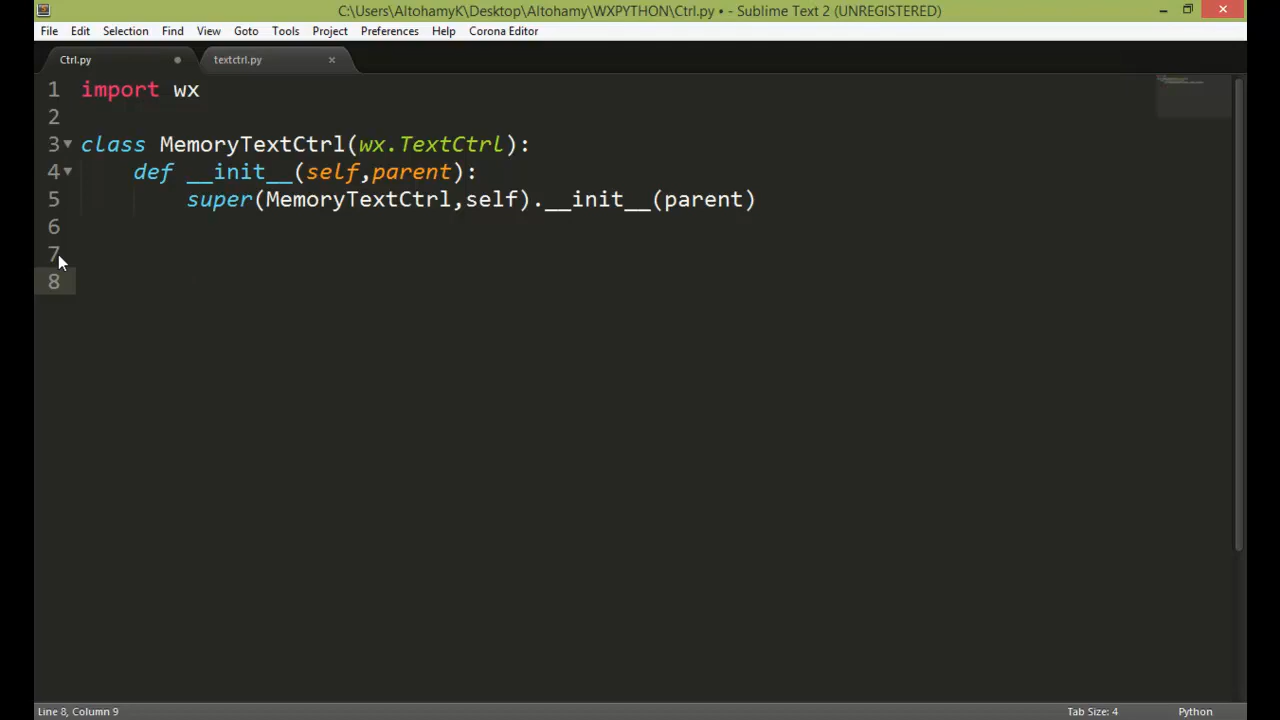 C:\Users\AltohamyK\Desktop\Altohamy\WXPYTHON\Ctrl.py • - Sublime Text 2 (UNREGISTERED)
File Edit Selection Find View Goto Tools Project Preferences Help Corona Editor
Ctrl.py textctrl.py
1 import wx
2
3 class MemoryTextCtrl(wx.TextCtrl):
4 def __init__(self,parent):
5 super(MemoryTextCtrl,self).__init__(parent)
6
7
8
Line 8, Column 9 Tab Size: 4 Python